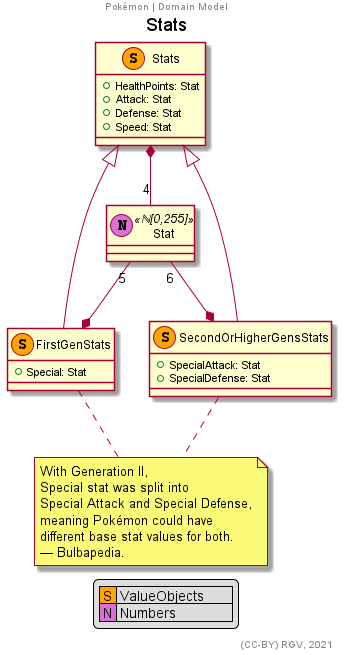 Pokémon | Domain Model
Stats
S Stats
HealthPoints: Stat
Attack: Stat
Defense: Stat
Speed: Stat
4
N «ℕ[0,255]»
Stat
5 6
S FirstGenStats
Special: Stat
S SecondOrHigherGensStats
SpecialAttack: Stat
SpecialDefense: Stat
With Generation II,
Special stat was split into
Special Attack and Special Defense,
meaning Pokémon could have
different base stat values for both.
— Bulbapedia.
S ValueObjects
N Numbers
(CC-BY) RGV, 2021